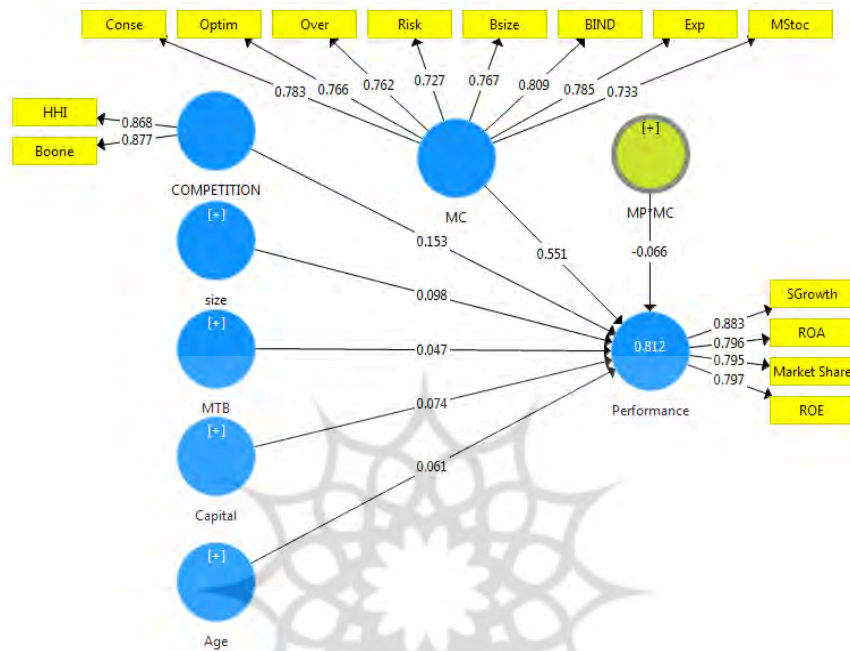 Conse Optim Over Risk Bsize BIND Exp MStoc
0.783 0.766 0.762 0.727 0.767 0.809 0.785 0.733
HHI
0.868
Boone
0.877
[+]
COMPETITION
MC
MP*MC
[+]
0.153
0.551
-0.066
size
0.098
SGrowth
0.883
[+]
0.812
0.796
ROA
0.047
0.795
Market Share
0.797
MTB
0.074
Performance
ROE
[+]
0.061
Capital
[+]
Age